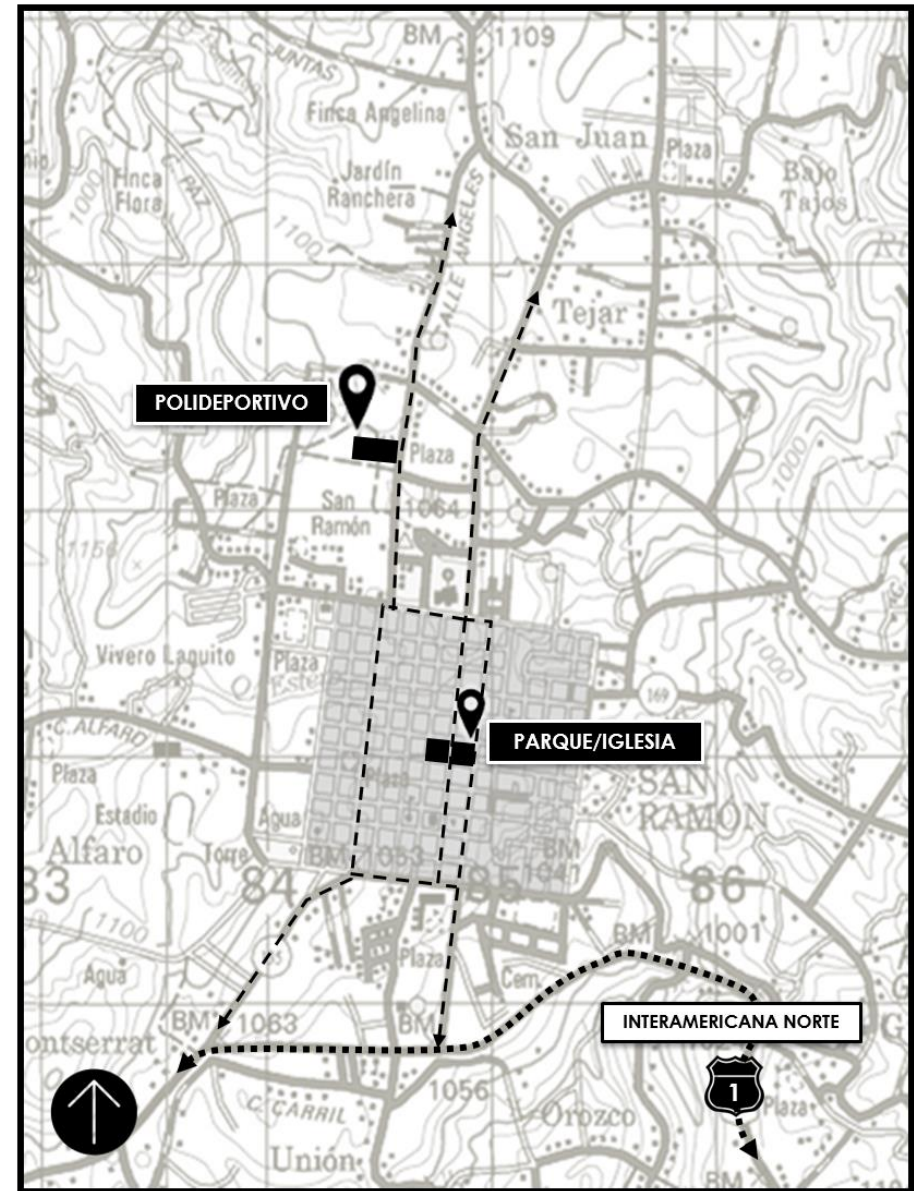 BM
1109
JUNTAS
Finca Angelina
San Juan
Plaza
Jardín
Ranchera
Bajo
Tajos
Finca
Flora
C. PAZ
1000
1100
CALLE ANGELES
Tejar
POLIDEPORTIVO
Plaza
Plaza
San
Ramón
1064
1150
1000
Vivero Laguito
Plaza
1000
169
C. ALFARO
PARQUE/IGLESIA
Plaza
Plaza
SAN
RAMÓN
Estadio
Agua
Alfaro
Torre
BM
1053
BM
1041
83
84
85
86
1100
BM
1001
Plaza
Agua
Cem.
INTERAMERICANA NORTE
BM
1063
BM
ontserrat
1056
1
Plaza
C. CARRIL
Orozco
Unión
BM